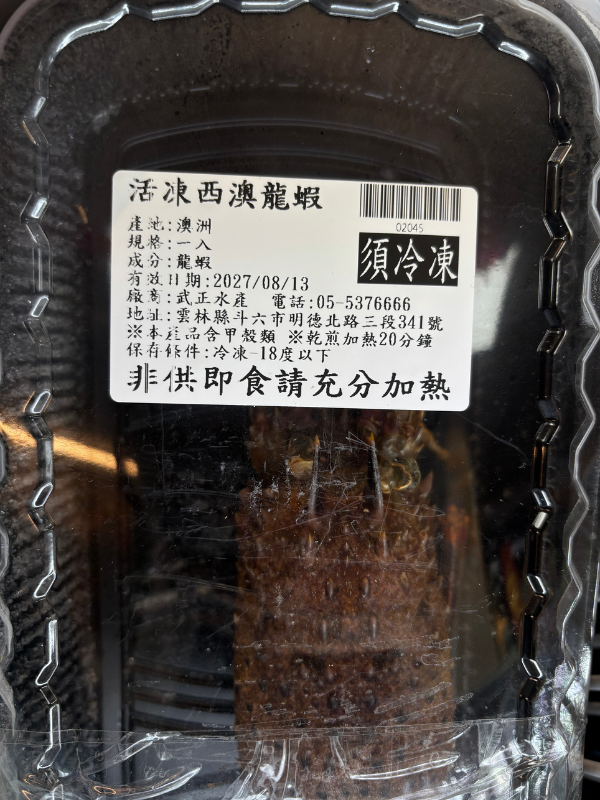 活凍西澳龍蝦
02045
須冷凍
產地:澳洲
規格:一入
成分:龍蝦
有效日期:2027/08/13
廠商:武正水產 電話:05-5376666
地址:雲林縣斗六市明德北路三段341號
※本產品含甲殼類 ※乾煎加熱20分鐘
保存條件:冷凍-18度以下
非供即食請充分加熱